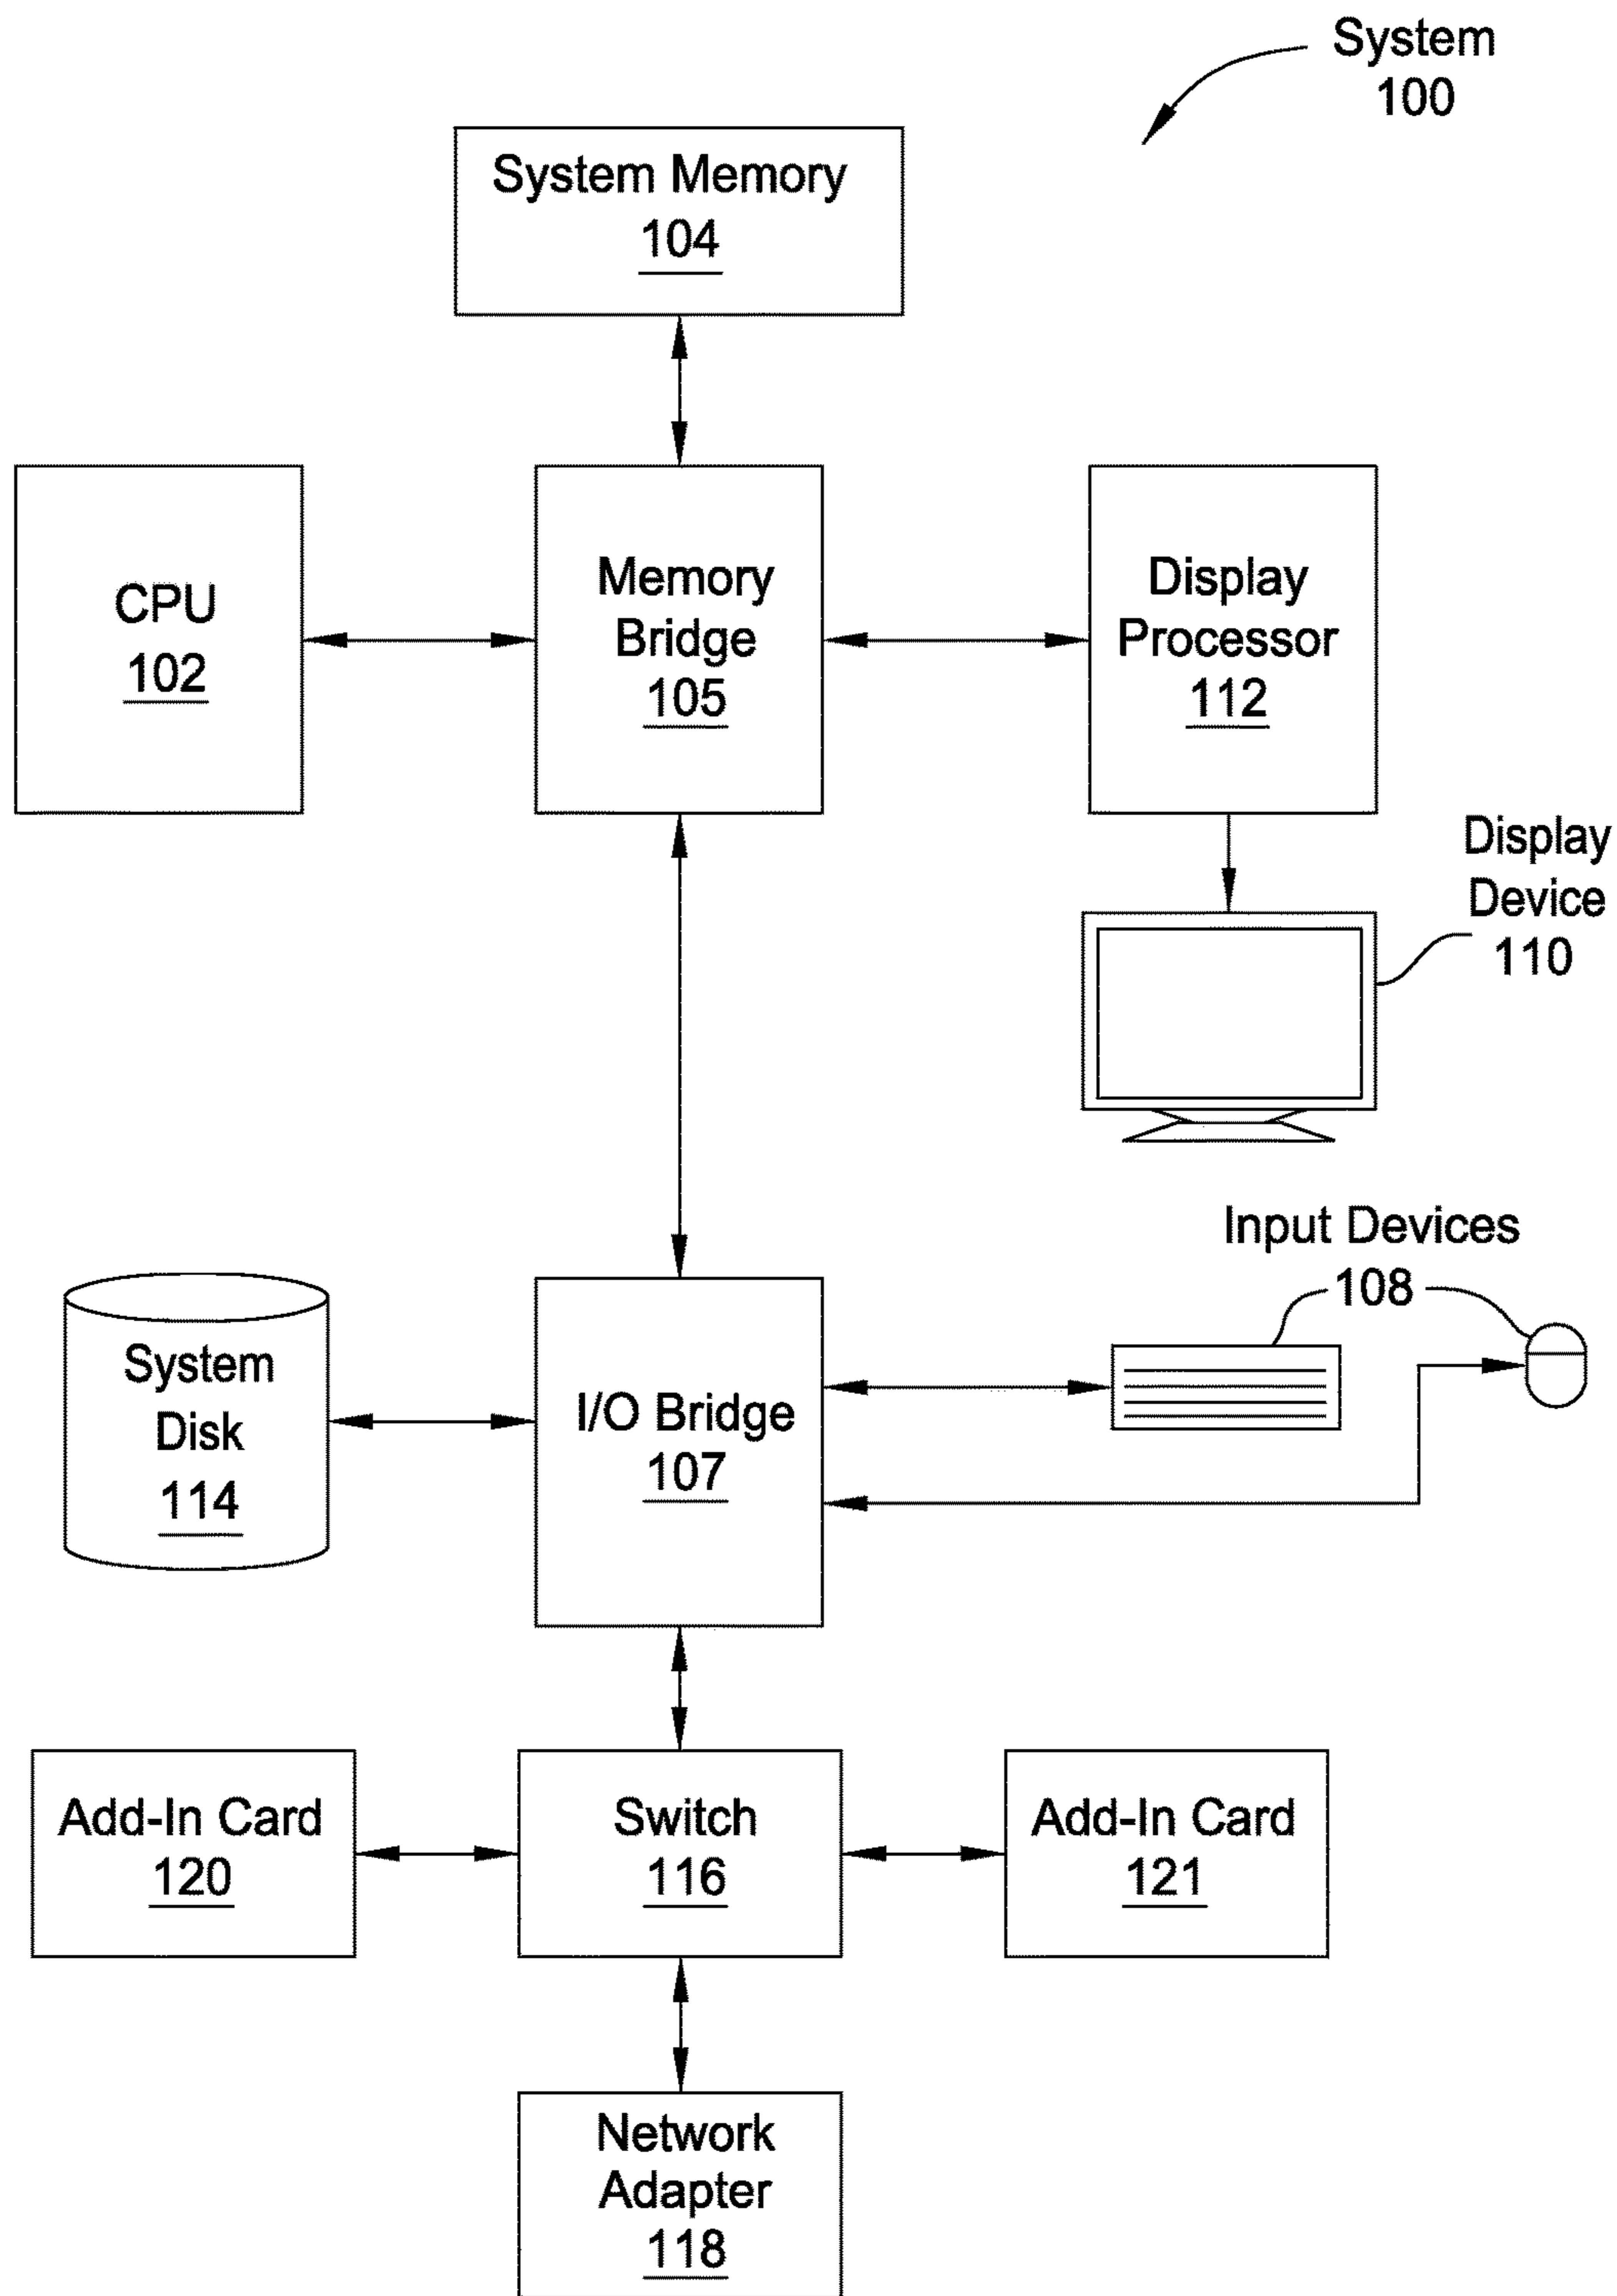 System
100
System Memory
104
CPU
102
Memory
Bridge
105
Display
Processor
112
Display
Device
110
Input Devices
108
System
Disk
114
I/O Bridge
107
Add-In Card
120
Switch
116
Add-In Card
121
Network
Adapter
118